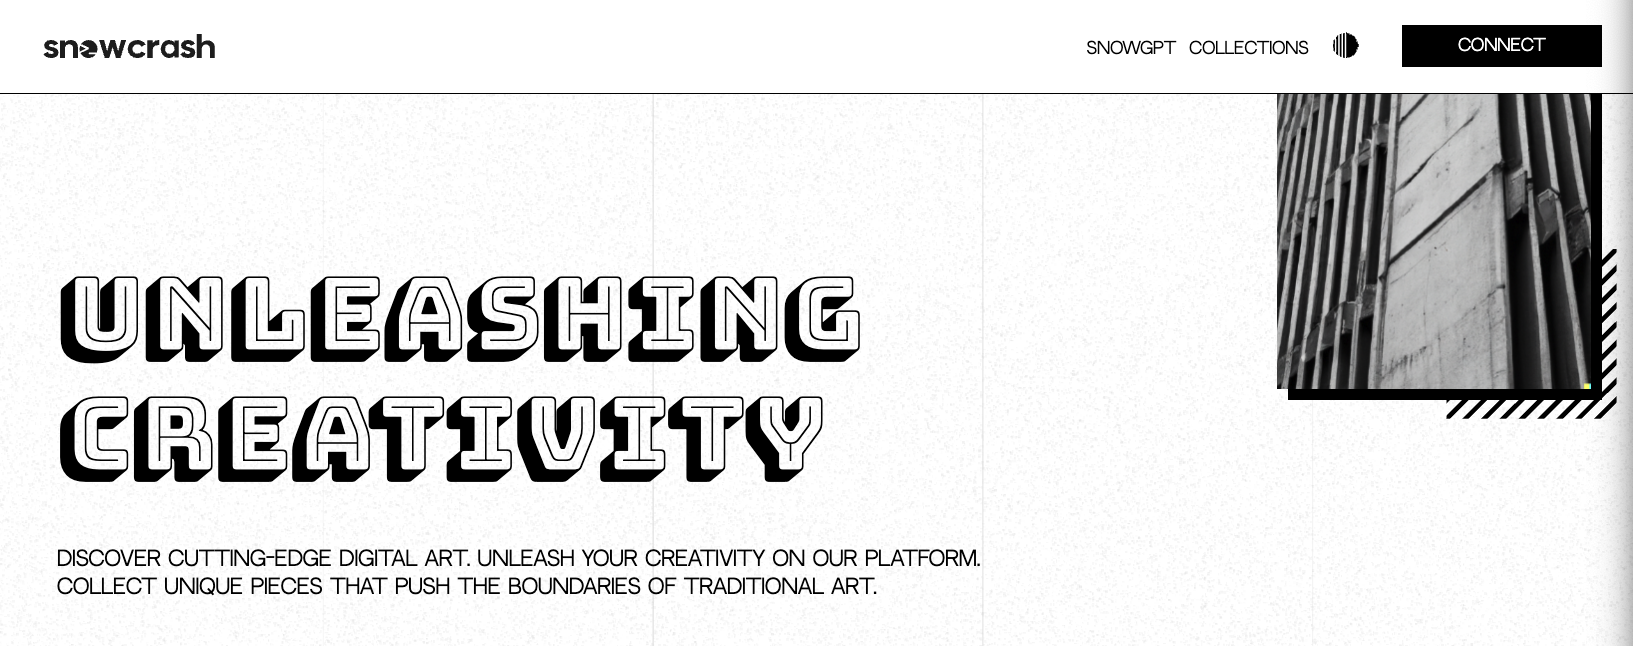 snowcrash
SNOWGPT COLLECTIONS
CONNECT
UNLEASHING
CREATIVITY
DISCOVER CUTTING-EDGE DIGITAL ART. UNLEASH YOUR CREATIVITY ON OUR PLATFORM.
COLLECT UNIQUE PIECES THAT PUSH THE BOUNDARIES OF TRADITIONAL ART.